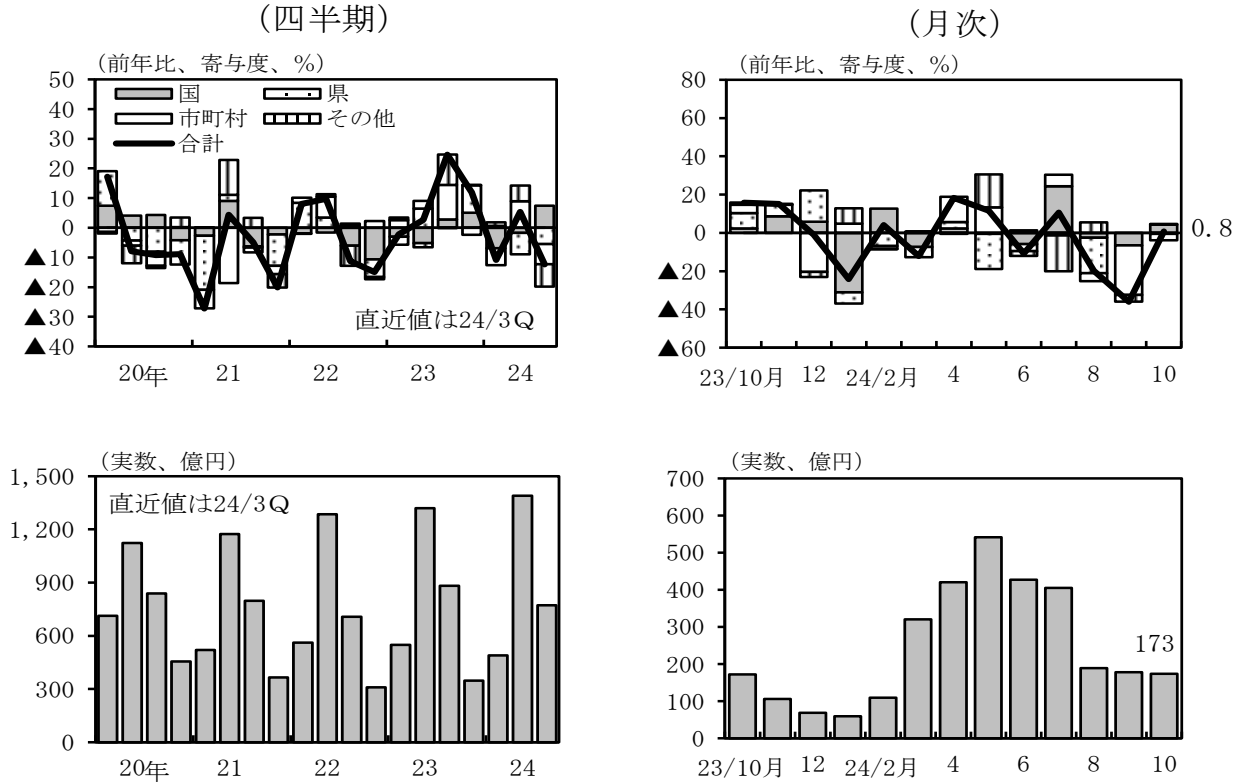 （四半期）
（前年比、寄与度、%）
50
40
30
20
10
0
▲10
▲20
▲30
▲40
国
県
市町村
その他
合計
直近値は24/3Q
20年
21
22
23
24
（月次）
（前年比、寄与度、%）
80
60
40
20
0
▲20
▲40
▲60
0.8
23/10月
12
24/2月
4
6
8
10
（実数、億円）
1,500
1,200
900
600
300
0
直近値は24/3Q
20年
21
22
23
24
（実数、億円）
700
600
500
400
300
200
100
0
173
23/10月
12
24/2月
4
6
8
10